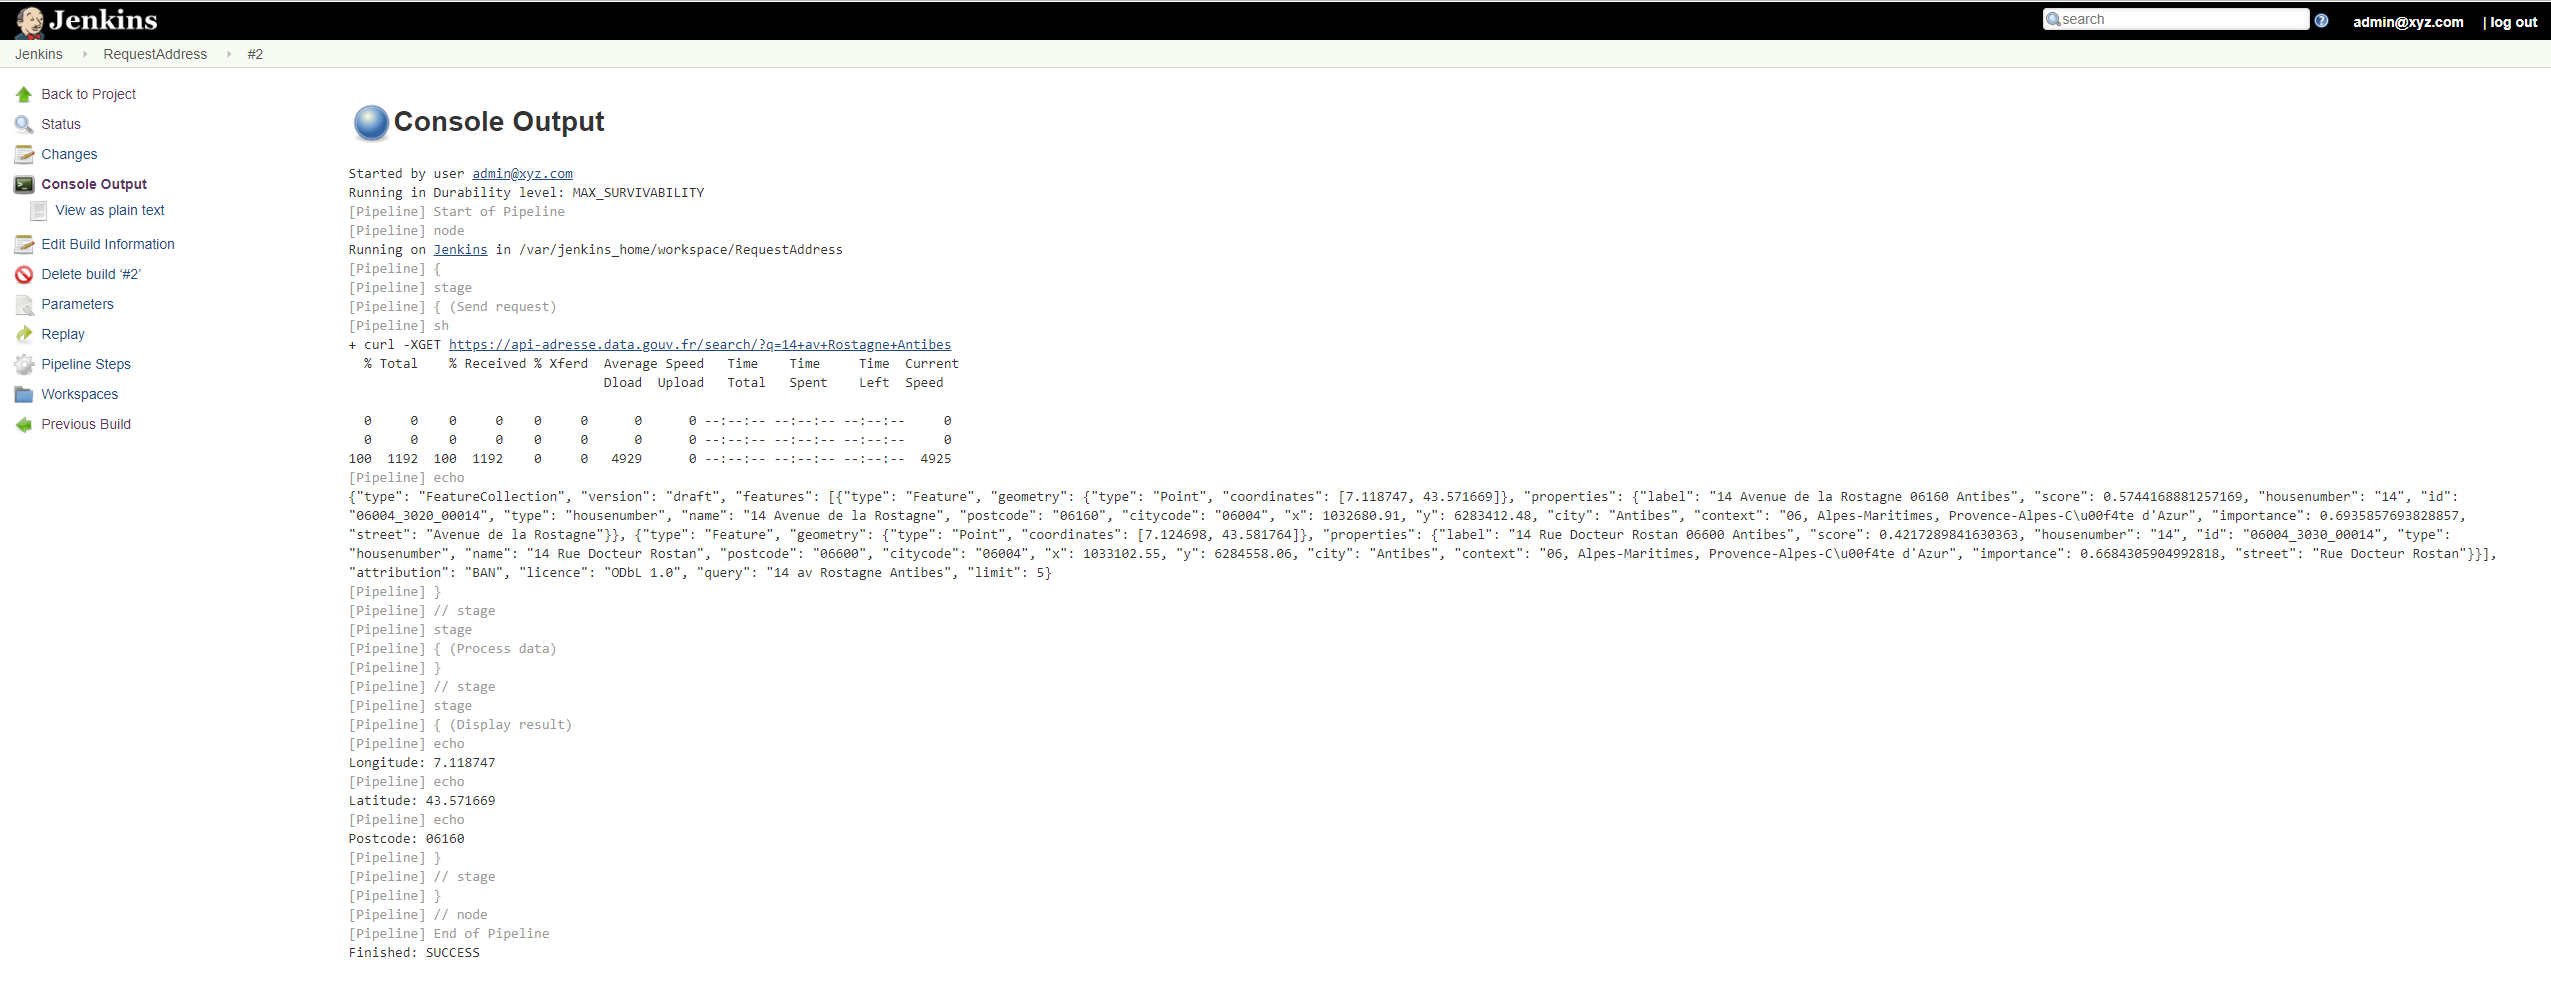 Jenkins
search
admin@xyz.com | log out
Jenkins RequestAddress #2
Back to Project
Status
Changes
Console Output
View as plain text
Edit Build Information
Delete build ‘#2’
Parameters
Replay
Pipeline Steps
Workspaces
Previous Build
Console Output
Started by user admin@xyz.com
Running in Durability level: MAX_SURVIVABILITY
[Pipeline] Start of Pipeline
[Pipeline] node
Running on Jenkins in /var/jenkins_home/workspace/RequestAddress
[Pipeline] {
[Pipeline] stage
[Pipeline] { (Send request)
[Pipeline] sh
+ curl -XGET https://api-adresse.data.gouv.fr/search/?q=14+av+Rostagne+Antibes
  % Total    % Received % Xferd  Average Speed   Time    Time     Time  Current
                                 Dload  Upload   Total   Spent    Left  Speed
  0     0    0     0    0     0      0      0 --:--:-- --:--:-- --:--:--     0
  0     0    0     0    0     0      0      0 --:--:-- --:--:-- --:--:--     0
100  1192  100  1192    0     0   4929      0 --:--:-- --:--:-- --:--:--  4925
[Pipeline] echo
{"type": "FeatureCollection", "version": "draft", "features": [{"type": "Feature", "geometry": {"type": "Point", "coordinates": [7.118747, 43.571669]}, "properties": {"label": "14 Avenue de la Rostagne 06160 Antibes", "score": 0.5744168881257169, "housenumber": "14", "id":
"06004_3020_00014", "type": "housenumber", "name": "14 Avenue de la Rostagne", "postcode": "06160", "citycode": "06004", "x": 1032680.91, "y": 6283412.48, "city": "Antibes", "context": "06, Alpes-Maritimes, Provence-Alpes-C\u00f4te d'Azur", "importance": 0.6935857693828857,
"street": "Avenue de la Rostagne"}}, {"type": "Feature", "geometry": {"type": "Point", "coordinates": [7.124698, 43.581764]}, "properties": {"label": "14 Rue Docteur Rostan 06600 Antibes", "score": 0.4217289841630363, "housenumber": "14", "id": "06004_3030_00014", "type":
"housenumber", "name": "14 Rue Docteur Rostan", "postcode": "06600", "citycode": "06004", "x": 1033102.55, "y": 6284558.06, "city": "Antibes", "context": "06, Alpes-Maritimes, Provence-Alpes-C\u00f4te d'Azur", "importance": 0.6684305904992818, "street": "Rue Docteur Rostan"}}],
"attribution": "BAN", "licence": "ODbL 1.0", "query": "14 av Rostagne Antibes", "limit": 5}
[Pipeline] }
[Pipeline] // stage
[Pipeline] stage
[Pipeline] { (Process data)
[Pipeline] }
[Pipeline] // stage
[Pipeline] stage
[Pipeline] { (Display result)
[Pipeline] echo
Longitude: 7.118747
[Pipeline] echo
Latitude: 43.571669
[Pipeline] echo
Postcode: 06160
[Pipeline] }
[Pipeline] // stage
[Pipeline] }
[Pipeline] // node
[Pipeline] End of Pipeline
Finished: SUCCESS